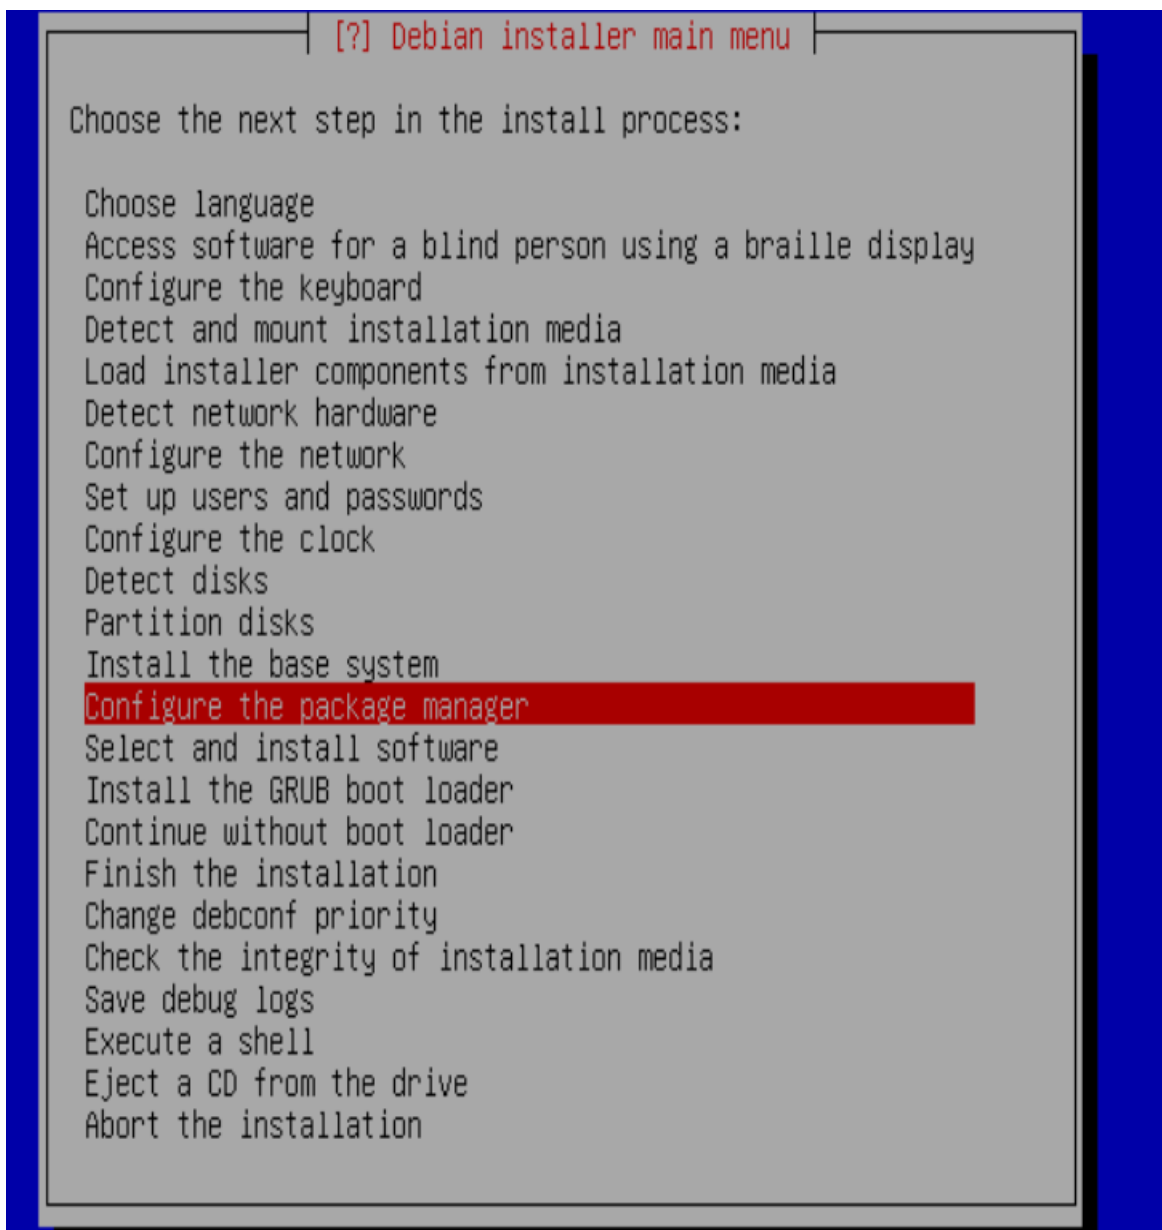 [?] Debian installer main menu
Choose the next step in the install process:
Choose language
Access software for a blind person using a braille display
Configure the keyboard
Detect and mount installation media
Load installer components from installation media
Detect network hardware
Configure the network
Set up users and passwords
Configure the clock
Detect disks
Partition disks
Install the base system
Configure the package manager
Select and install software
Install the GRUB boot loader
Continue without boot loader
Finish the installation
Change debconf priority
Check the integrity of installation media
Save debug logs
Execute a shell
Eject a CD from the drive
Abort the installation